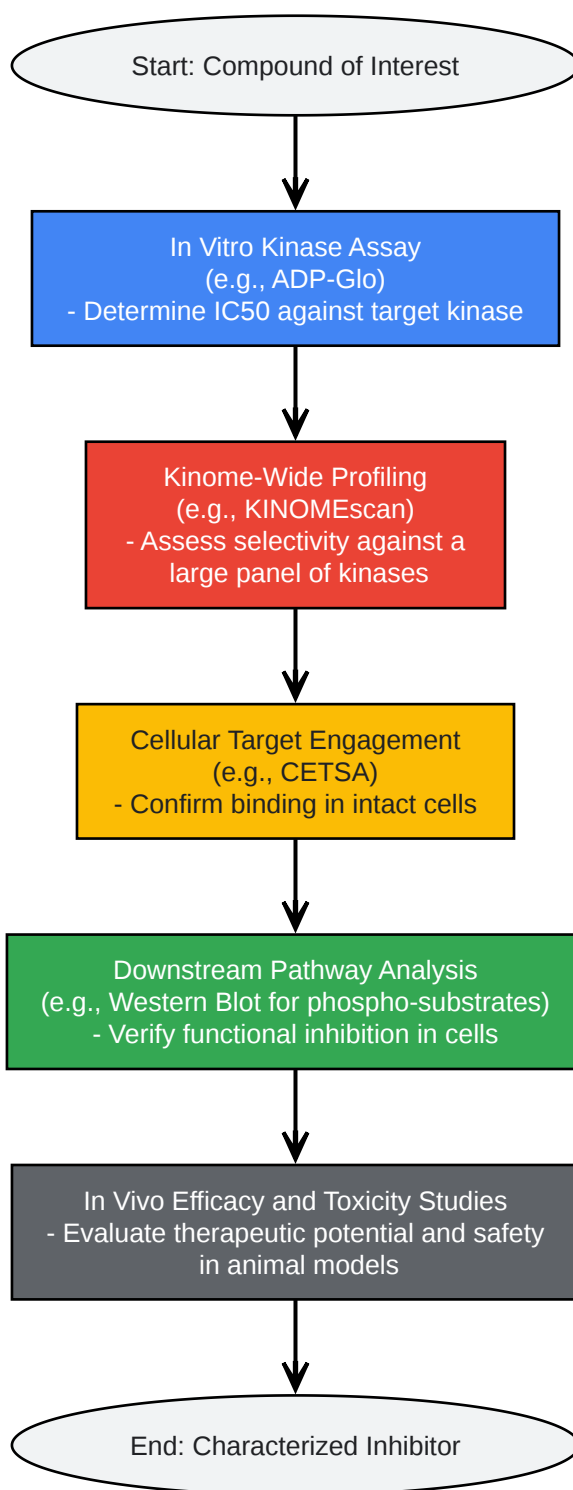 Start: Compound of Interest
In Vitro Kinase Assay
(e.g., ADP-Glo)
- Determine IC50 against target kinase
Kinome-Wide Profiling
(e.g., KINOMEscan)
- Assess selectivity against a
large panel of kinases
Cellular Target Engagement
(e.g., CETSA)
- Confirm binding in intact cells
Downstream Pathway Analysis
(e.g., Western Blot for phospho-substrates)
- Verify functional inhibition in cells
In Vivo Efficacy and Toxicity Studies
- Evaluate therapeutic potential and safety
in animal models
End: Characterized Inhibitor